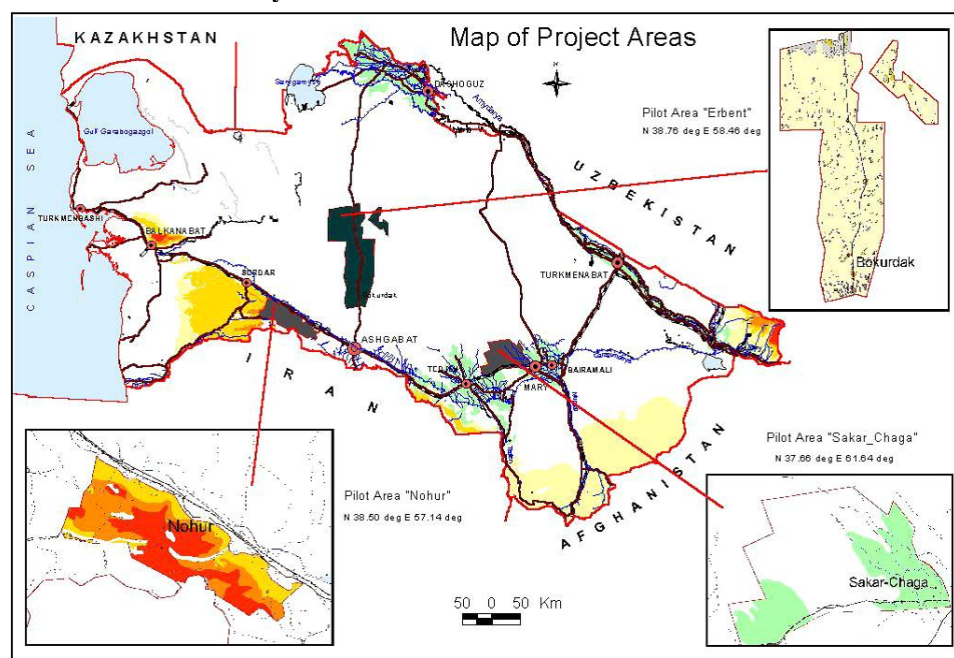 KAZAKHSTAN
Map of Project Areas
Sarygamysh
DASHOGUZ
Amydarya
Pilot Area "Erbent"
N 38.76 deg E 58.46 deg
Gulf Garabogazgol
CASPIAN SEA
UZBEKISTAN
TURKMENBASHI
BALKANABAT
Bokurdak
TURKMENABAT
SERDAR
Bokurdak
ASHGABAT
IRAN
BAIRAMALI
MARY
Pilot Area "Sakar_Chaga"
N 37.66 deg E 61.64 deg
AFGHANISTAN
Pilot Area "Nohur"
N 38.50 deg E 57.14 deg
Nohur
Sakar-Chaga
50 0 50 Km